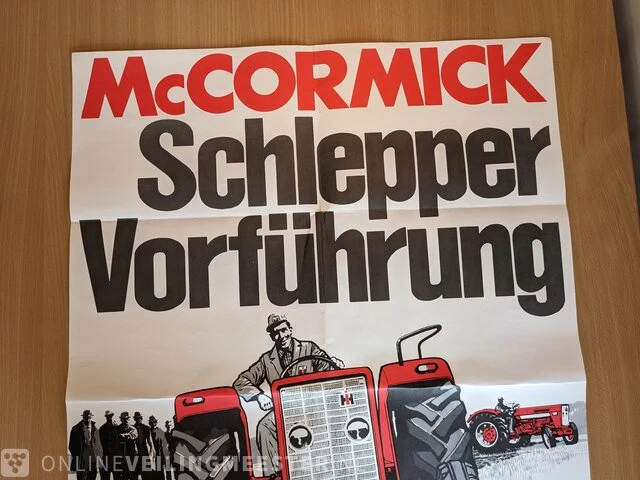 McCORMICK
Schlepper
Vorführung
IH
ONLINEVEILINGMEESTER